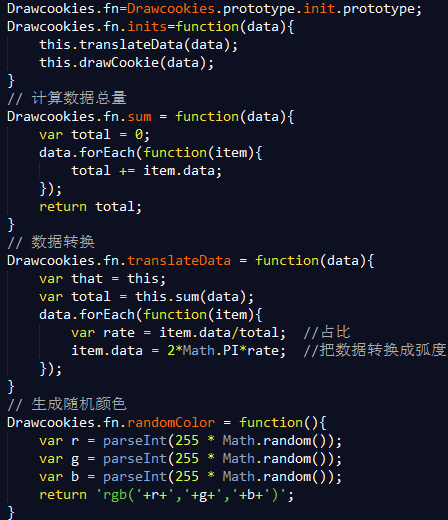 Drawcookies.fn=Drawcookies.prototype.init.prototype;
Drawcookies.fn.inits=function(data){
    this.translateData(data);
    this.drawCookie(data);
}
// 计算数据总量
Drawcookies.fn.sum = function(data){
    var total = 0;
    data.forEach(function(item){
        total += item.data;
    });
    return total;
}
// 数据转换
Drawcookies.fn.translateData = function(data){
    var that = this;
    var total = this.sum(data);
    data.forEach(function(item){
        var rate = item.data/total;  //占比
        item.data = 2*Math.PI*rate;  //把数据转换成弧度
    });
}
// 生成随机颜色
Drawcookies.fn.randomColor = function(){
    var r = parseInt(255 * Math.random());
    var g = parseInt(255 * Math.random());
    var b = parseInt(255 * Math.random());
    return 'rgb('+r+','+g+','+b+')';
}